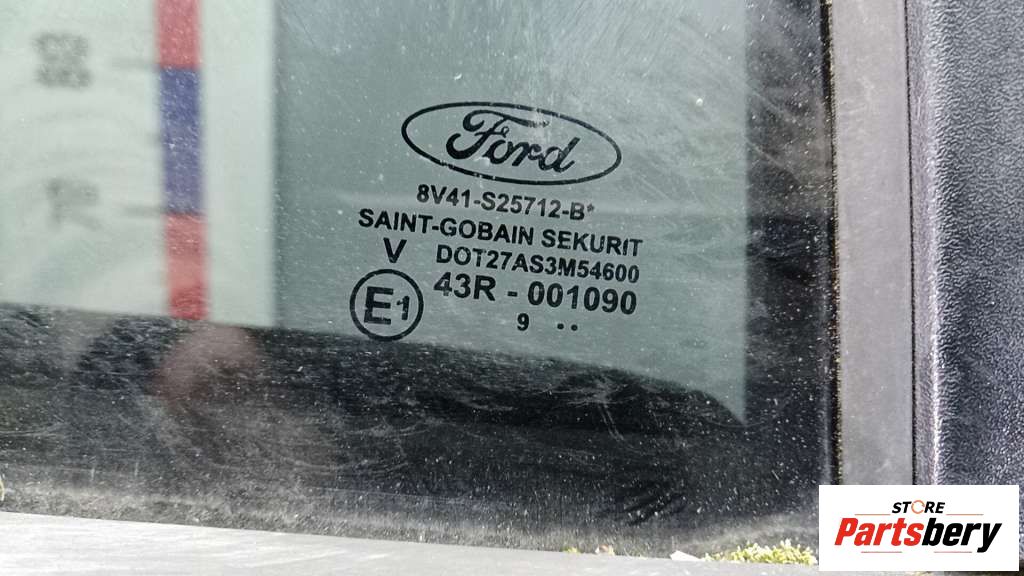 Ford
8V41-S25712-B*
SAINT-GOBAIN SEKURIT
V DOT27AS3M54600
E1 43R - 001090
9 ..
STORE
Partsbery